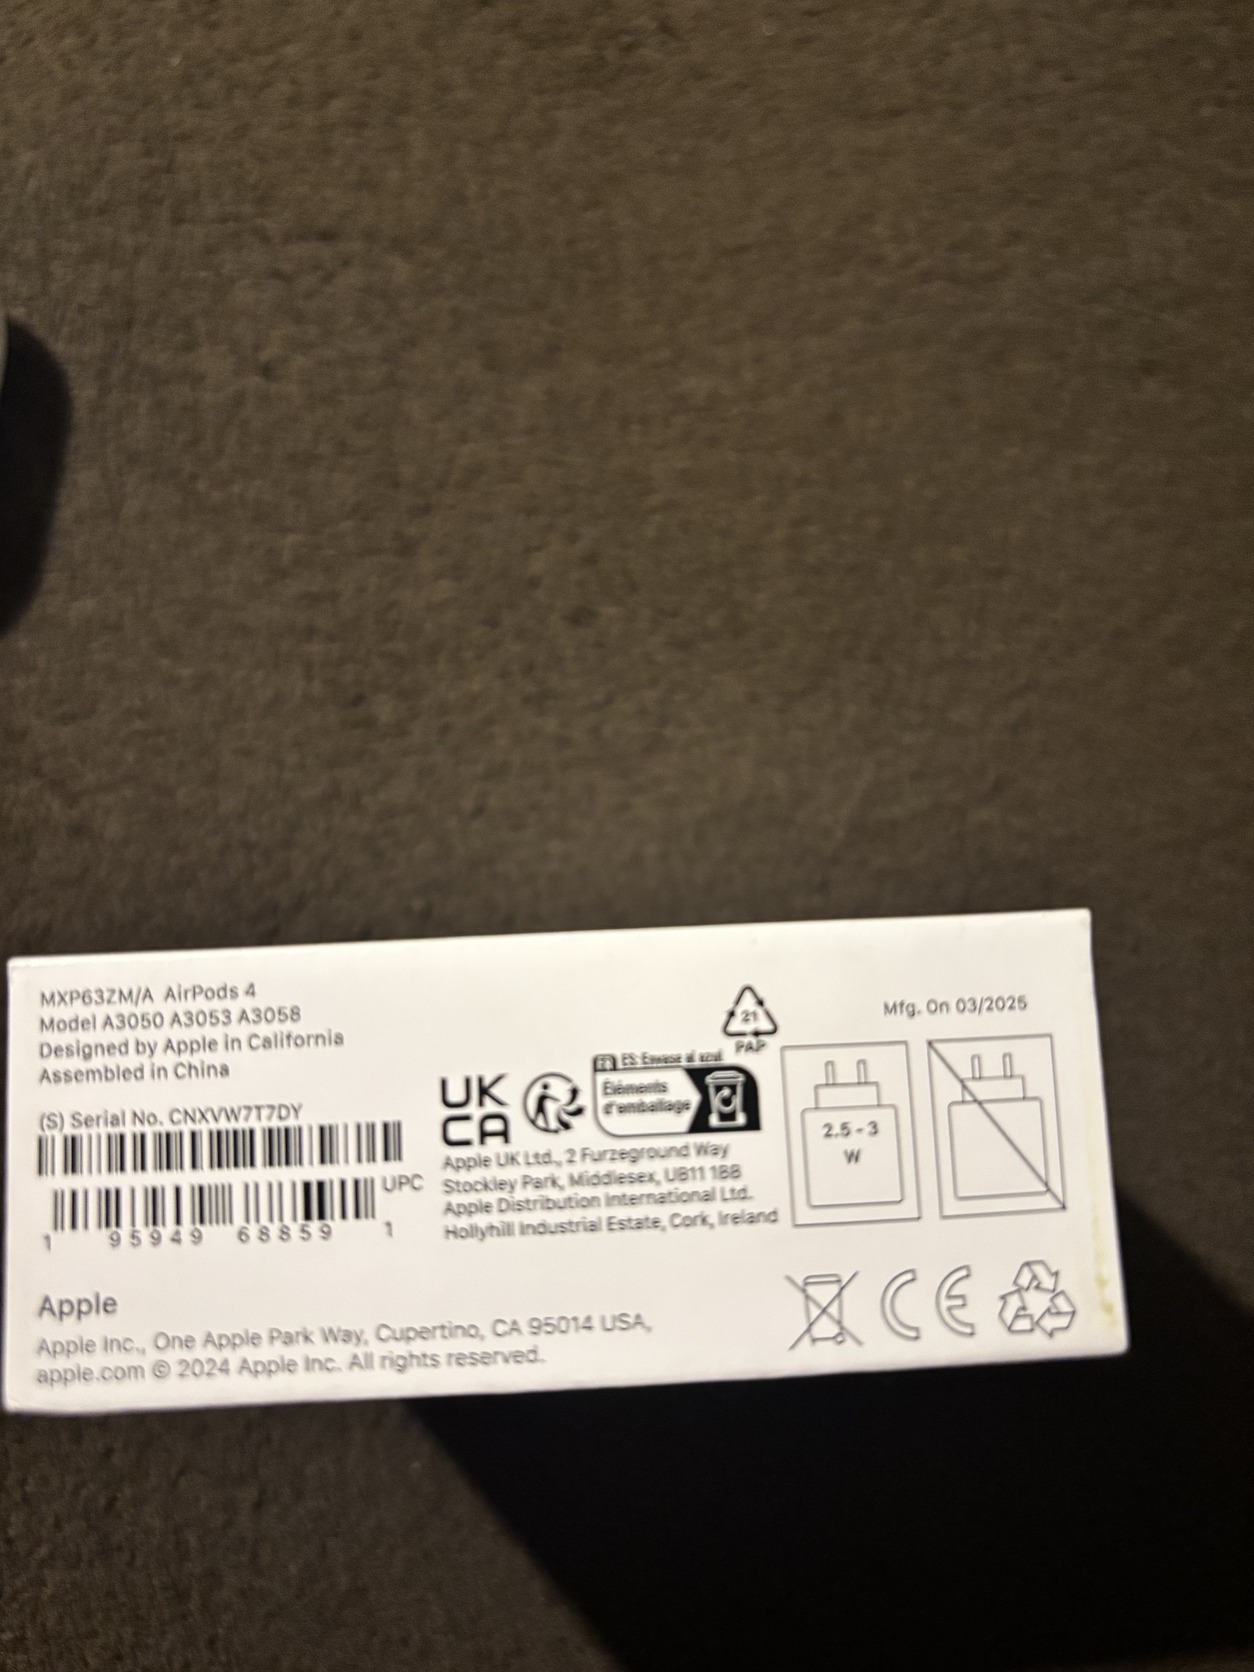 MXP63ZM/A AirPods 4
Model A3050 A3053 A3058
Designed by Apple in California
Assembled in China
(S) Serial No. CNXVW7T7DY
UPC
1 95949 68859 1
Apple
Apple Inc., One Apple Park Way, Cupertino, CA 95014 USA,
apple.com © 2024 Apple Inc. All rights reserved.
UK
CA
ES: Envase al azul
Éléments
d'emballage
Apple UK Ltd., 2 Furzeground Way
Stockley Park, Middlesex, UB11 1BB
Apple Distribution International Ltd.
Hollyhill Industrial Estate, Cork, Ireland
21
PAP
Mfg. On 03/2025
2.5 - 3
W
CE